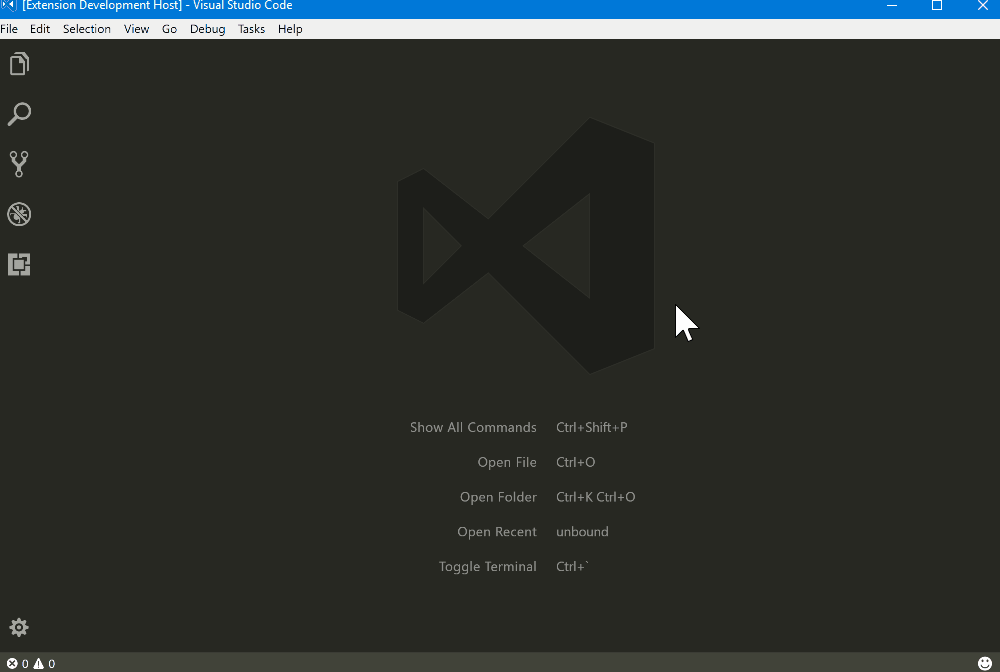 [Extension Development Host] - Visual Studio Code
File Edit Selection View Go Debug Tasks Help
Show All Commands Ctrl+Shift+P
Open File Ctrl+O
Open Folder Ctrl+K Ctrl+O
Open Recent unbound
Toggle Terminal Ctrl+`
0 0